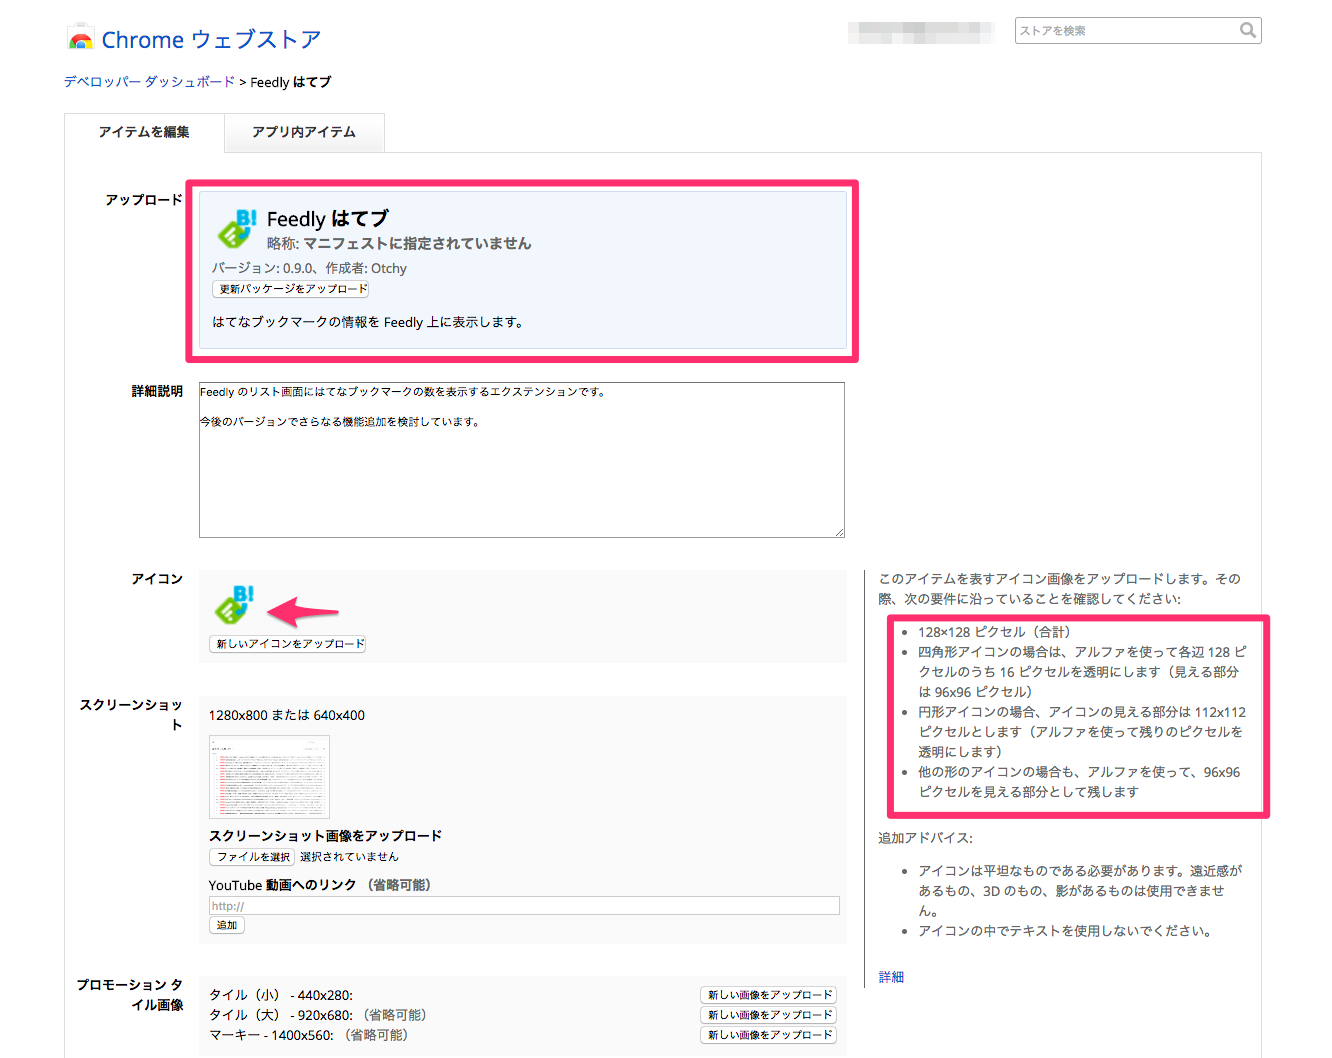 Chrome ウェブストア
ストアを検索
デベロッパー ダッシュボード > Feedly はてブ
アイテムを編集
アプリ内アイテム
アップロード
B!
Feedly はてブ
略称: マニフェストに指定されていません
バージョン: 0.9.0、作成者: Otchy
更新パッケージをアップロード
はてなブックマークの情報を Feedly 上に表示します。
詳細説明
Feedly のリスト画面にはてなブックマークの数を表示するエクステンションです。
今後のバージョンでさらなる機能追加を検討しています。
アイコン
B!
新しいアイコンをアップロード
このアイテムを表すアイコン画像をアップロードします。その
際、次の要件に沿っていることを確認してください:
• 128×128 ピクセル（合計）
• 四角形アイコンの場合は、アルファを使って各辺 128 ピ
クセルのうち 16 ピクセルを透明にします（見える部分
は 96x96 ピクセル）
• 円形アイコンの場合、アイコンの見える部分は 112x112
ピクセルとします（アルファを使って残りのピクセルを
透明にします）
• 他の形のアイコンの場合も、アルファを使って、96x96
ピクセルを見える部分として残します
追加アドバイス:
• アイコンは平坦なものである必要があります。遠近感が
あるもの、3D のもの、影があるものは使用できませ
ん。
• アイコンの中でテキストを使用しないでください。
詳細
スクリーンショッ
ト
1280x800 または 640x400
スクリーンショット画像をアップロード
ファイルを選択 選択されていません
YouTube 動画へのリンク （省略可能）
http://
追加
プロモーション タ
イル画像
タイル（小） - 440x280:
新しい画像をアップロード
タイル（大） - 920x680: （省略可能）
新しい画像をアップロード
マーキー - 1400x560: （省略可能）
新しい画像をアップロード